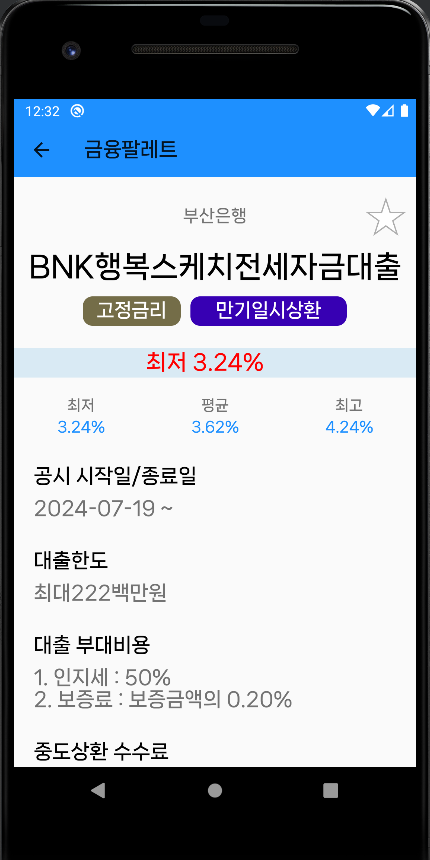 12:32
금융팔레트
부산은행
BNK행복스케치전세자금대출
고정금리 만기일시상환
최저 3.24%
최저 평균 최고
3.24% 3.62% 4.24%
공시 시작일/종료일
2024-07-19 ~
대출한도
최대222백만원
대출 부대비용
1. 인지세 : 50%
2. 보증료 : 보증금액의 0.20%
중도상환 수수료